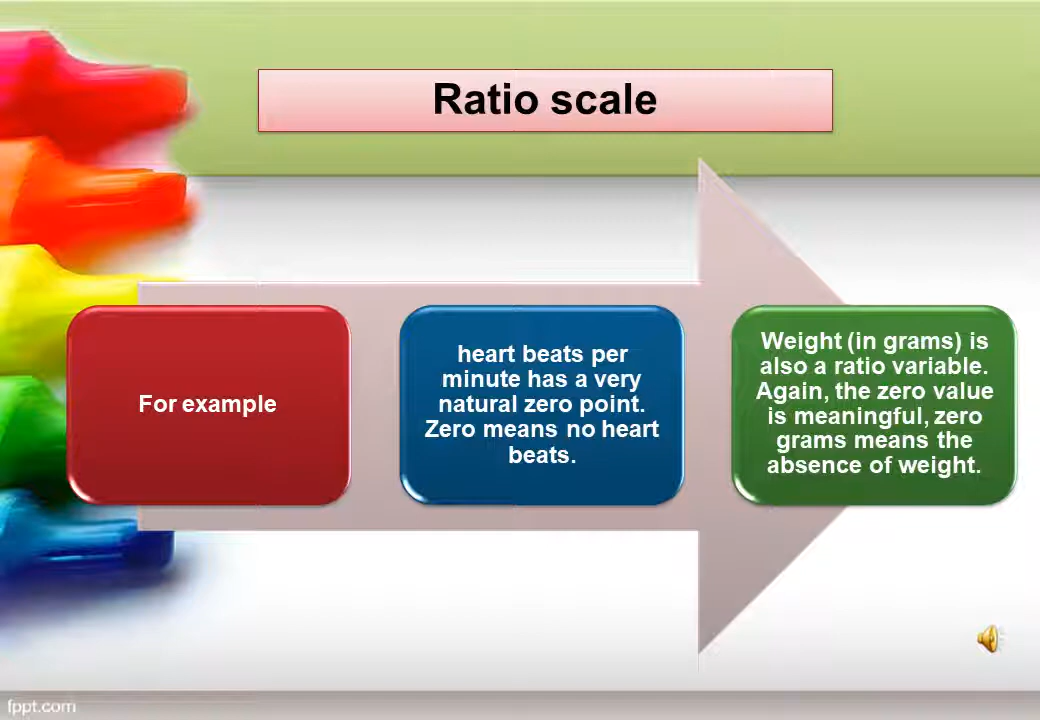 Ratio scale
For example
heart beats per
minute has a very
natural zero point.
Zero means no heart
beats.
Weight (in grams) is
also a ratio variable.
Again, the zero value
is meaningful, zero
grams means the
absence of weight.
fppt.com